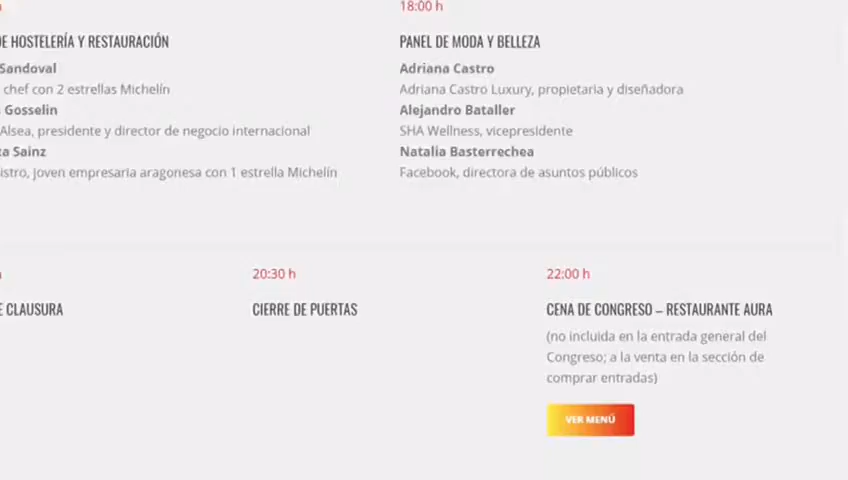 18:00 h
DE HOSTELERÍA Y RESTAURACIÓN
PANEL DE MODA Y BELLEZA
Sandoval
chef con 2 estrellas Michelín
Gosselin
Alsea, presidente y director de negocio internacional
Sainz
joven empresaria aragonesa con 1 estrella Michelín
Adriana Castro
Adriana Castro Luxury, propietaria y diseñadora
Alejandro Bataller
SHA Wellness, vicepresidente
Natalia Basterrechea
Facebook, directora de asuntos públicos
CLAUSURA
20:30 h
CIERRE DE PUERTAS
22:00 h
CENA DE CONGRESO – RESTAURANTE AURA
(no incluida en la entrada general del
Congreso; a la venta en la sección de
comprar entradas)
VER MENÚ